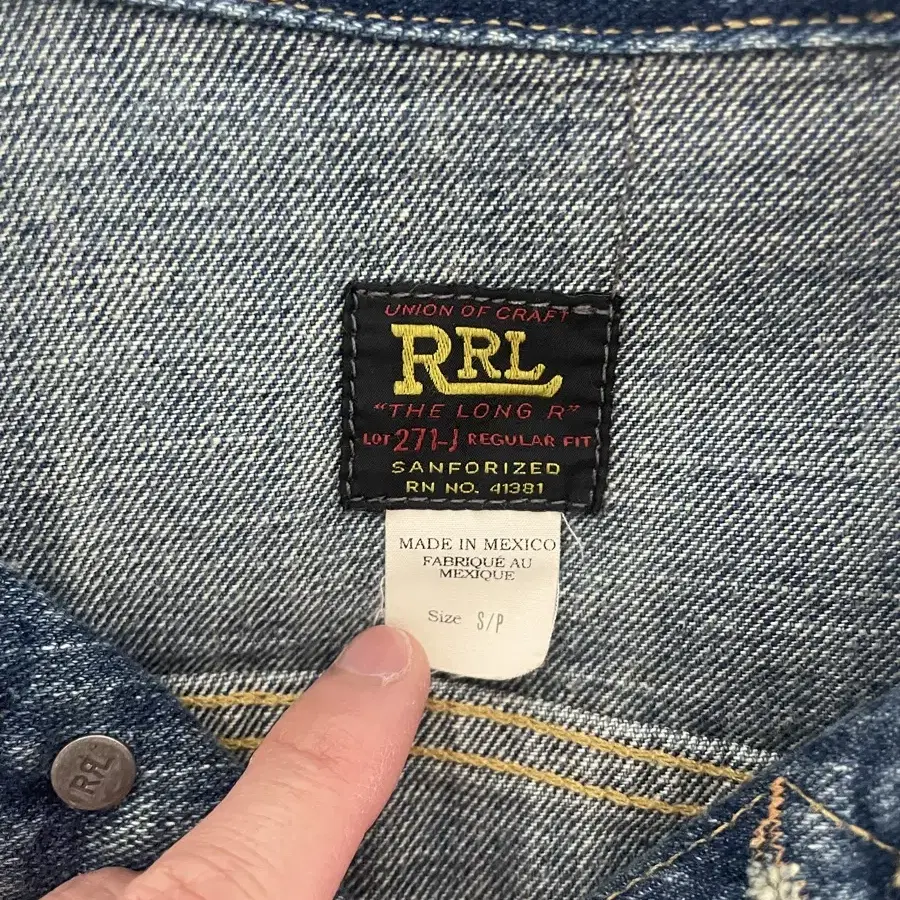 UNION OF CRAFT
RRL
"THE LONG R"
LOT 271-J REGULAR FIT
SANFORIZED
RN NO. 41381
MADE IN MEXICO
FABRIQUÉ AU
MEXIQUE
Size S/P
RRL